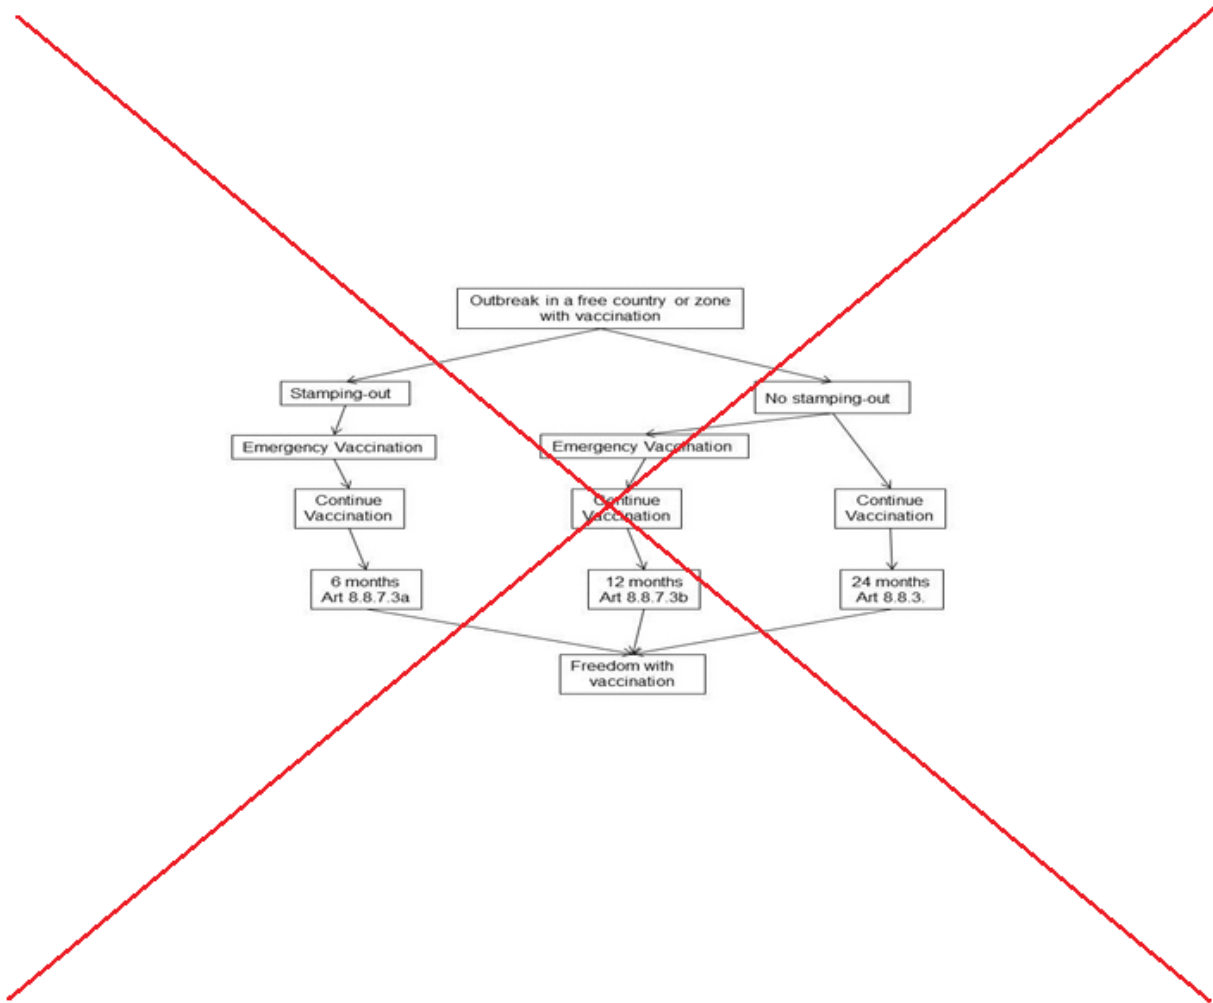 Outbreak in a free country or zone
with vaccination
Stamping-out
No stamping-out
Emergency Vaccination
Emergency Vaccination
Continue
Vaccination
Continue
Vaccination
Continue
Vaccination
6 months
Art 8.8.7.3a
12 months
Art 8.8.7.3b
24 months
Art 8.8.3.
Freedom with
vaccination